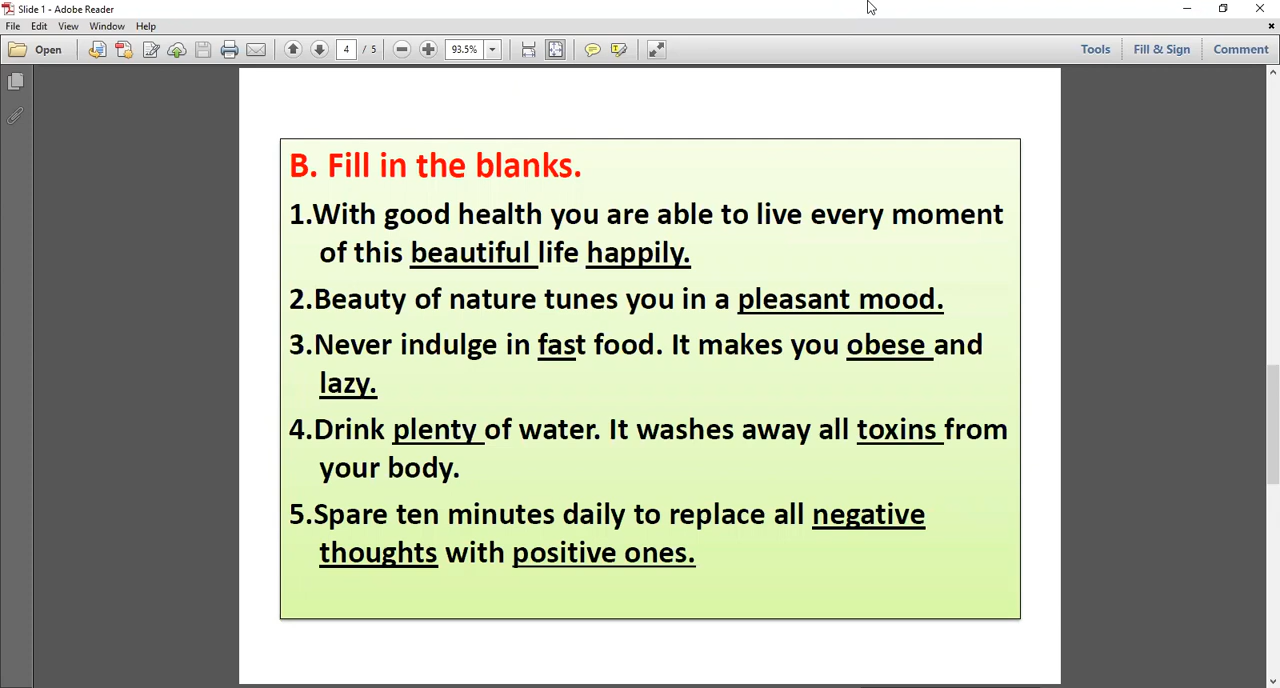 Slide 1 - Adobe Reader
File Edit View Window Help
Open 4 / 5 93.5% Tools Fill & Sign Comment
B. Fill in the blanks.
1.With good health you are able to live every moment
of this beautiful life happily.
2.Beauty of nature tunes you in a pleasant mood.
3.Never indulge in fast food. It makes you obese and
lazy.
4.Drink plenty of water. It washes away all toxins from
your body.
5.Spare ten minutes daily to replace all negative
thoughts with positive ones.